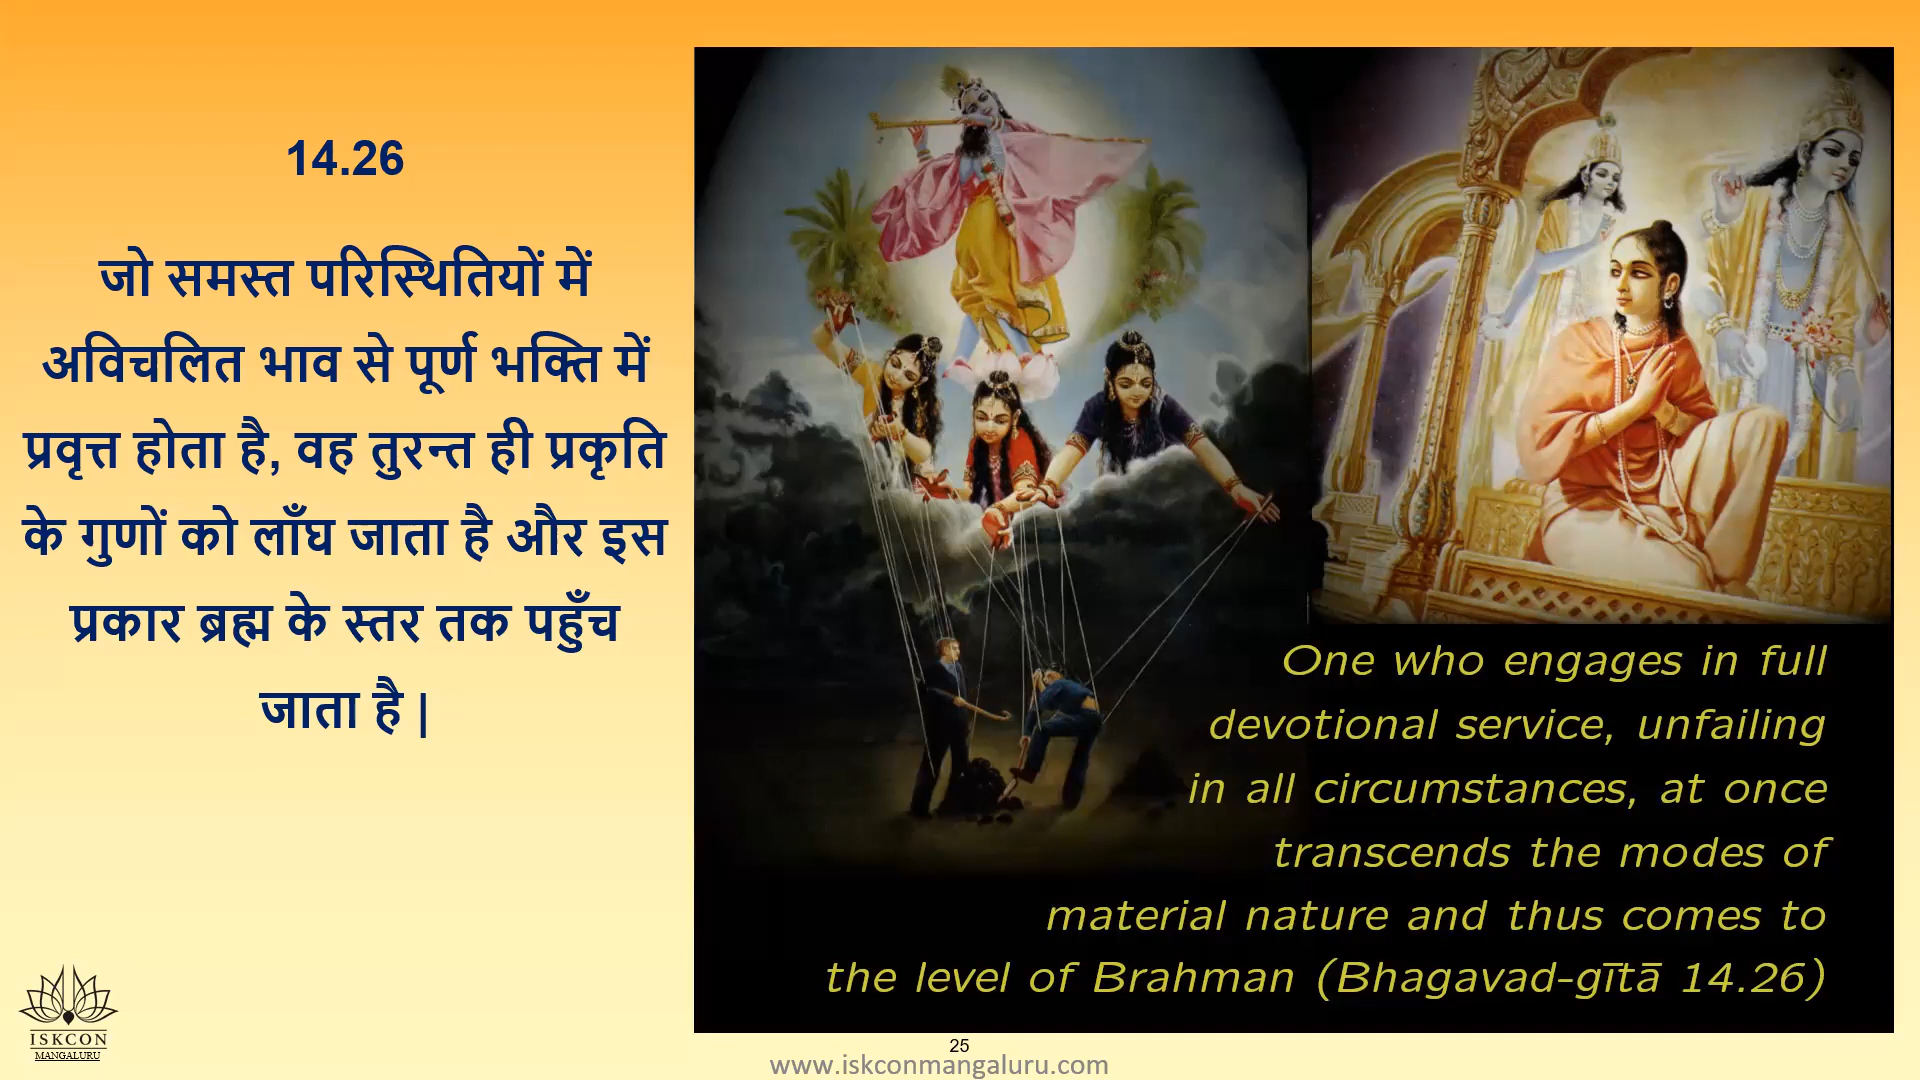 14.26
जो समस्त परिस्थितियों में
अविचलित भाव से पूर्ण भक्ति में
प्रवृत्त होता है, वह तुरन्त ही प्रकृति
के गुणों को लाँघ जाता है और इस
प्रकार ब्रह्म के स्तर तक पहुँच
जाता है |
One who engages in full
devotional service, unfailing
in all circumstances, at once
transcends the modes of
material nature and thus comes to
the level of Brahman (Bhagavad-gītā 14.26)
ISKCON
MANGALURU
25
www.iskconmangaluru.com